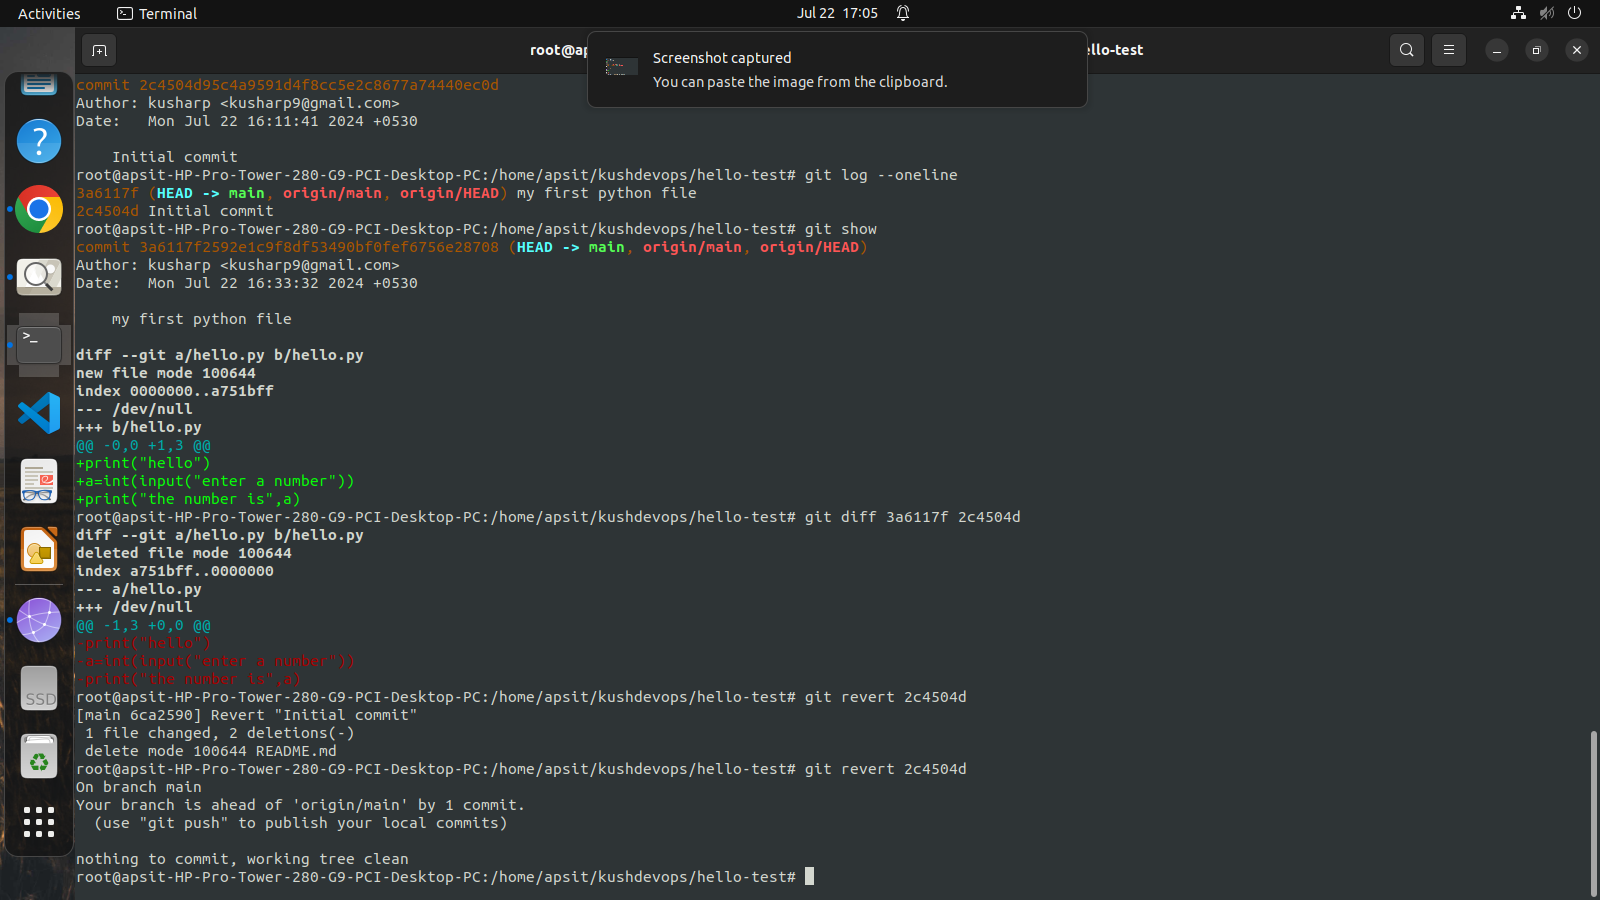 Activities
Terminal
Jul 22 17:05
root@ap
ello-test
Screenshot captured
You can paste the image from the clipboard.
commit 2c4504d95c4a9591d4f8cc5e2c8677a74440ec0d
Author: kusharp <kusharp9@gmail.com>
Date:   Mon Jul 22 16:11:41 2024 +0530
    Initial commit
root@apsit-HP-Pro-Tower-280-G9-PCI-Desktop-PC:/home/apsit/kushdevops/hello-test# git log --oneline
3a6117f (HEAD -> main, origin/main, origin/HEAD) my first python file
2c4504d Initial commit
root@apsit-HP-Pro-Tower-280-G9-PCI-Desktop-PC:/home/apsit/kushdevops/hello-test# git show
commit 3a6117f2592e1c9f8df53490bf0fef6756e28708 (HEAD -> main, origin/main, origin/HEAD)
Author: kusharp <kusharp9@gmail.com>
Date:   Mon Jul 22 16:33:32 2024 +0530
    my first python file
diff --git a/hello.py b/hello.py
new file mode 100644
index 0000000..a751bff
--- /dev/null
+++ b/hello.py
@@ -0,0 +1,3 @@
+print("hello")
+a=int(input("enter a number"))
+print("the number is",a)
root@apsit-HP-Pro-Tower-280-G9-PCI-Desktop-PC:/home/apsit/kushdevops/hello-test# git diff 3a6117f 2c4504d
diff --git a/hello.py b/hello.py
deleted file mode 100644
index a751bff..0000000
--- a/hello.py
+++ /dev/null
@@ -1,3 +0,0 @@
-print("hello")
-a=int(input("enter a number"))
-print("the number is",a)
root@apsit-HP-Pro-Tower-280-G9-PCI-Desktop-PC:/home/apsit/kushdevops/hello-test# git revert 2c4504d
[main 6ca2590] Revert "Initial commit"
 1 file changed, 2 deletions(-)
 delete mode 100644 README.md
root@apsit-HP-Pro-Tower-280-G9-PCI-Desktop-PC:/home/apsit/kushdevops/hello-test# git revert 2c4504d
On branch main
Your branch is ahead of 'origin/main' by 1 commit.
  (use "git push" to publish your local commits)
nothing to commit, working tree clean
root@apsit-HP-Pro-Tower-280-G9-PCI-Desktop-PC:/home/apsit/kushdevops/hello-test#
SSD